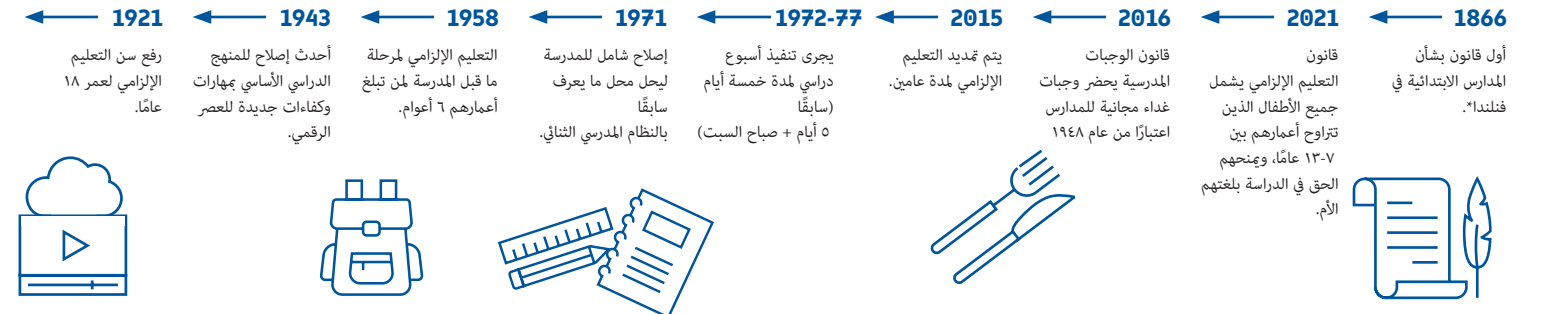 1866
أول قانون بشأن
المدارس الابتدائية في
فنلندا*.
2021
قانون
التعليم الإلزامي يشمل
جميع الأطفال الذين
تتراوح أعمارهم بين
٧-١٣ عامًا، ويمنحهم
الحق في الدراسة بلغتهم
الأم.
2016
قانون الوجبات
المدرسية يحضر وجبات
غداء مجانية للمدارس
اعتبارًا من عام ١٩٤٨
2015
يتم تمديد التعليم
الإلزامي لمدة عامين.
1972-77
يجرى تنفيذ أسبوع
دراسي لمدة خمسة أيام
(سابقًا
٥ أيام + صباح السبت)
1971
إصلاح شامل للمدرسة
ليحل محل ما يعرف
سابقًا
بالنظام المدرسي الثنائي.
1958
التعليم الإلزامي لمرحلة
ما قبل المدرسة لمن تبلغ
أعمارهم ٦ أعوام.
1943
أحدث إصلاح للمنهج
الدراسي الأساسي بمهارات
وكفاءات جديدة للعصر
الرقمي.
1921
رفع سن التعليم
الإلزامي لعمر ١٨
عامًا.